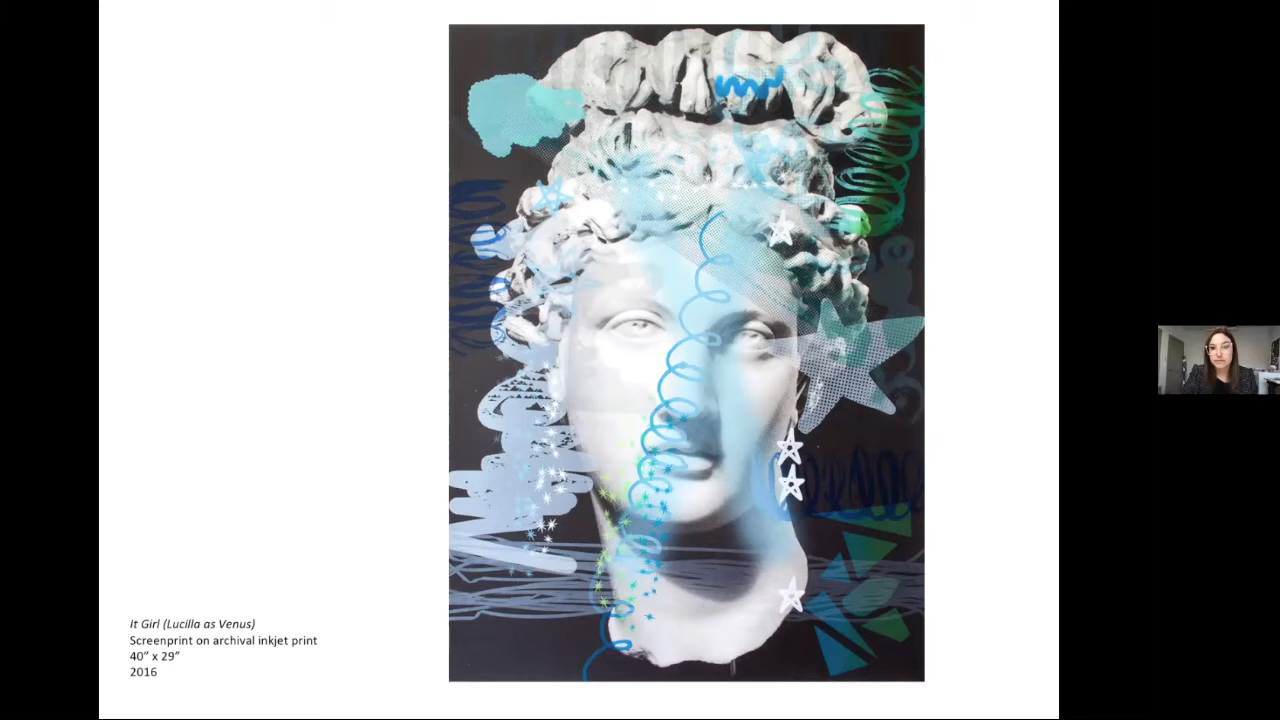 It Girl (Lucilla as Venus)
Screenprint on archival inkjet print
40” x 29”
2016